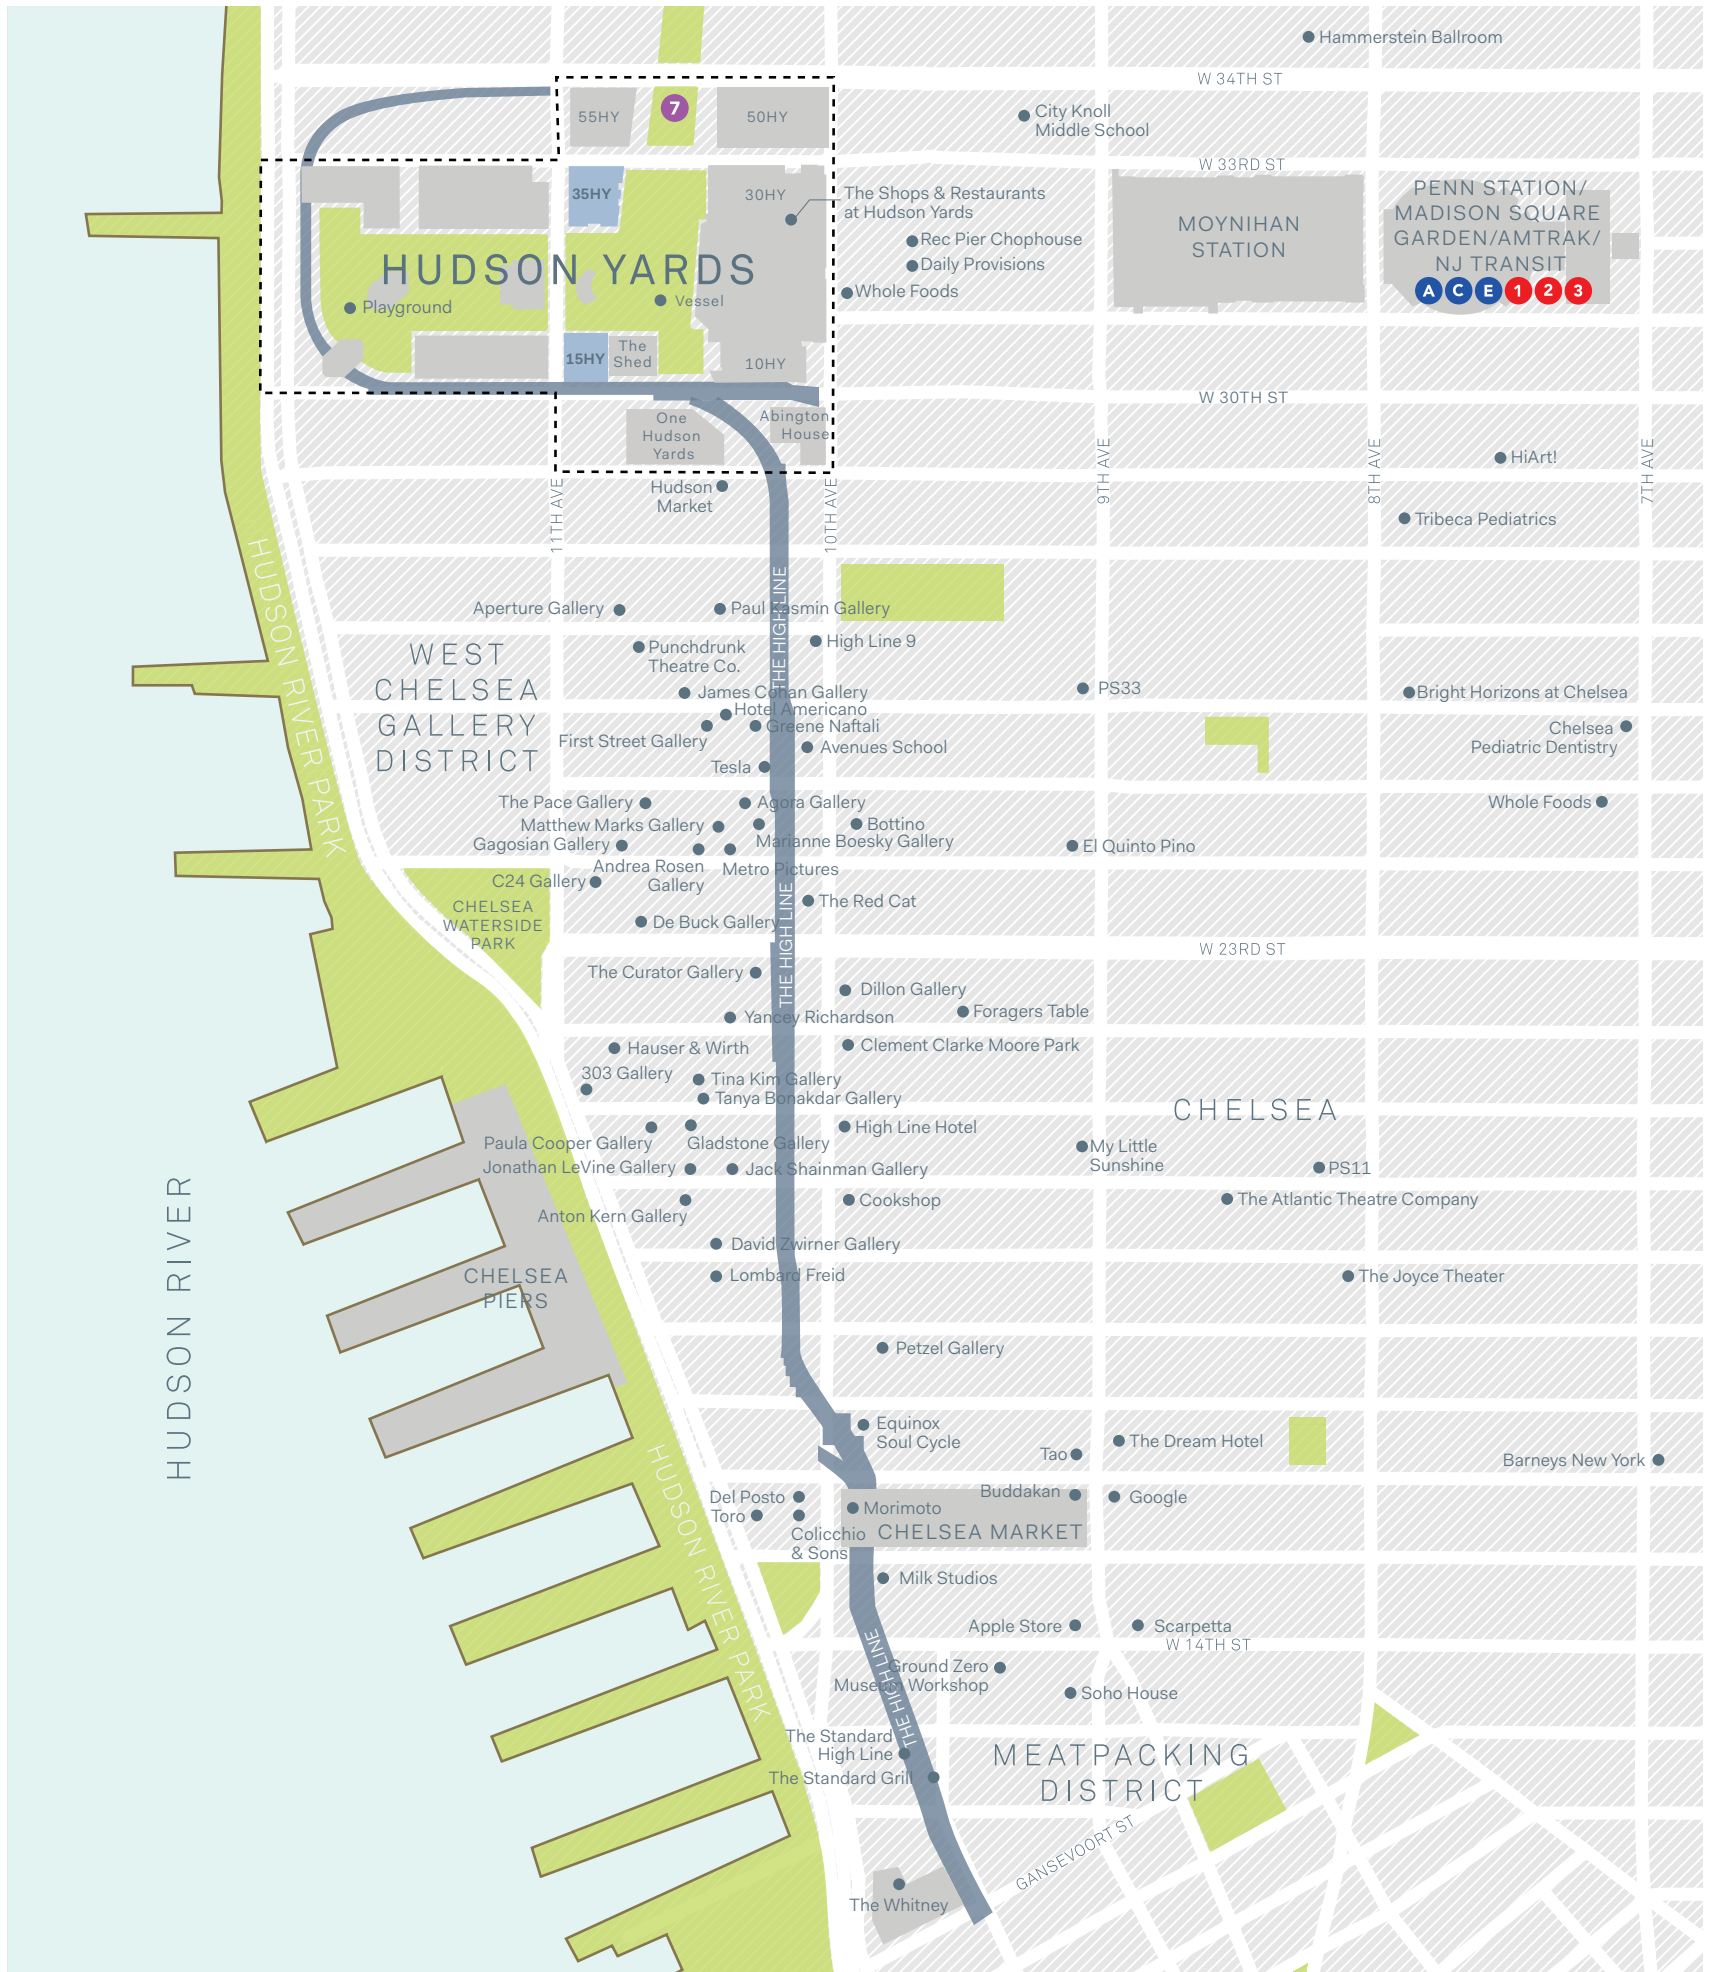 Hammerstein Ballroom
W 34TH ST
55HY
7
50HY
City Knoll
Middle School
W 33RD ST
35HY
30HY
The Shops & Restaurants
at Hudson Yards
PENN STATION/
MADISON SQUARE
GARDEN/AMTRAK/
NJ TRANSIT
A C E 1 2 3
MOYNIHAN
STATION
Rec Pier Chophouse
Daily Provisions
Whole Foods
HUDSON YARDS
Playground
Vessel
15HY
The
Shed
10HY
W 30TH ST
One
Hudson
Yards
Abington
House
11TH AVE
10TH AVE
9TH AVE
8TH AVE
7TH AVE
HiArt!
Hudson
Market
Tribeca Pediatrics
HUDSON RIVER PARK
THE HIGH LINE
Aperture Gallery
Paul Kasmin Gallery
High Line 9
Punchdrunk
Theatre Co.
WEST
CHELSEA
GALLERY
DISTRICT
James Cohan Gallery
Hotel Americano
Greene Naftali
First Street Gallery
Avenues School
Tesla
PS33
Bright Horizons at Chelsea
Chelsea
Pediatric Dentistry
Whole Foods
The Pace Gallery
Agora Gallery
Matthew Marks Gallery
Bottino
Marianne Boesky Gallery
Gagosian Gallery
El Quinto Pino
Andrea Rosen
Gallery
Metro Pictures
C24 Gallery
CHELSEA
WATERSIDE
PARK
The Red Cat
De Buck Gallery
THE HIGH LINE
W 23RD ST
The Curator Gallery
Dillon Gallery
Foragers Table
Yancey Richardson
Hauser & Wirth
Clement Clarke Moore Park
303 Gallery
Tina Kim Gallery
Tanya Bonakdar Gallery
CHELSEA
Paula Cooper Gallery
Gladstone Gallery
High Line Hotel
My Little
Sunshine
Jonathan LeVine Gallery
Jack Shainman Gallery
PS11
Anton Kern Gallery
Cookshop
The Atlantic Theatre Company
David Zwirner Gallery
Lombard Freid
The Joyce Theater
HUDSON RIVER
CHELSEA
PIERS
Petzel Gallery
Equinox
Soul Cycle
Tao
The Dream Hotel
Barneys New York
HUDSON RIVER PARK
Del Posto
Toro
Colicchio
& Sons
Morimoto
Buddakan
CHELSEA MARKET
Google
Milk Studios
Apple Store
Scarpetta
W 14TH ST
THE HIGH LINE
Ground Zero
Museum Workshop
Soho House
The Standard
High Line
The Standard Grill
MEATPACKING
DISTRICT
GANSEVOORT ST
The Whitney